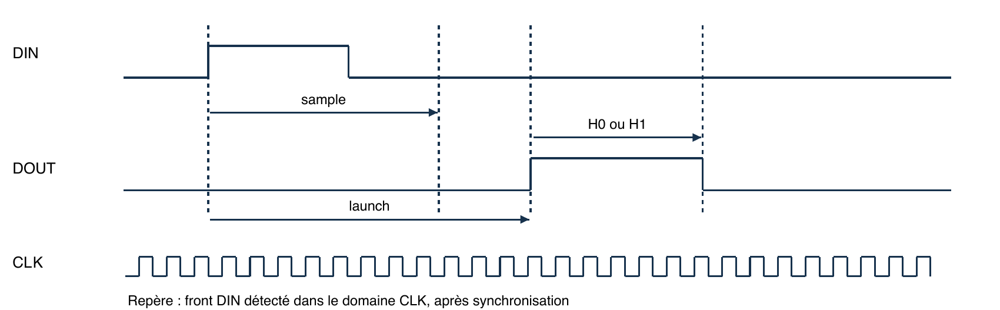 DIN
sample
H0 ou H1
DOUT
launch
CLK
Repère : front DIN détecté dans le domaine CLK, après synchronisation